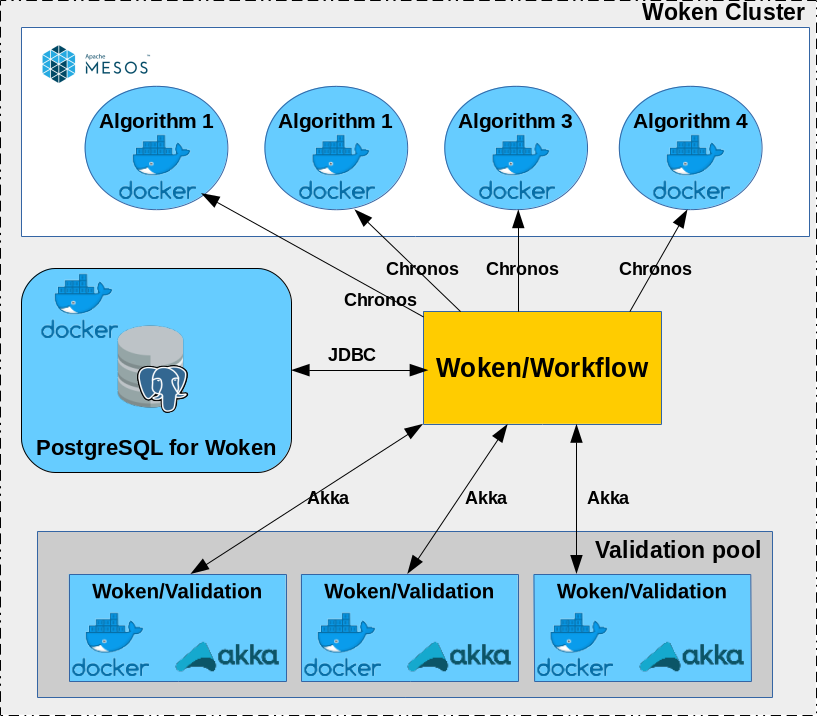 Woken Cluster
Apache
MESOS™
Algorithm 1
docker
Algorithm 1
docker
Algorithm 3
docker
Algorithm 4
docker
Chronos
Chronos
Chronos
Chronos
docker
PostgreSQL for Woken
JDBC
Woken/Workflow
Akka
Akka
Akka
Validation pool
Woken/Validation
docker
akka
Woken/Validation
docker
akka
Woken/Validation
docker
akka